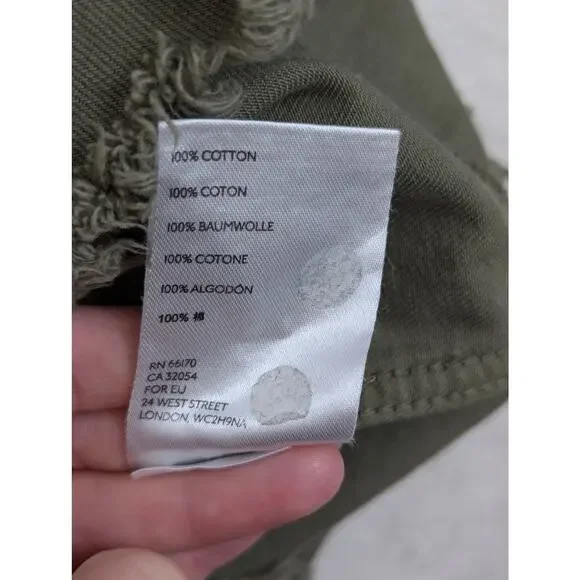 100% COTTON
100% COTON
100% BAUMWOLLE
100% COTONE
100% ALGODÓN
100% 棉
RN 66170
CA 32054
FOR EU
24 WEST STREET
LONDON, WC2H9NA